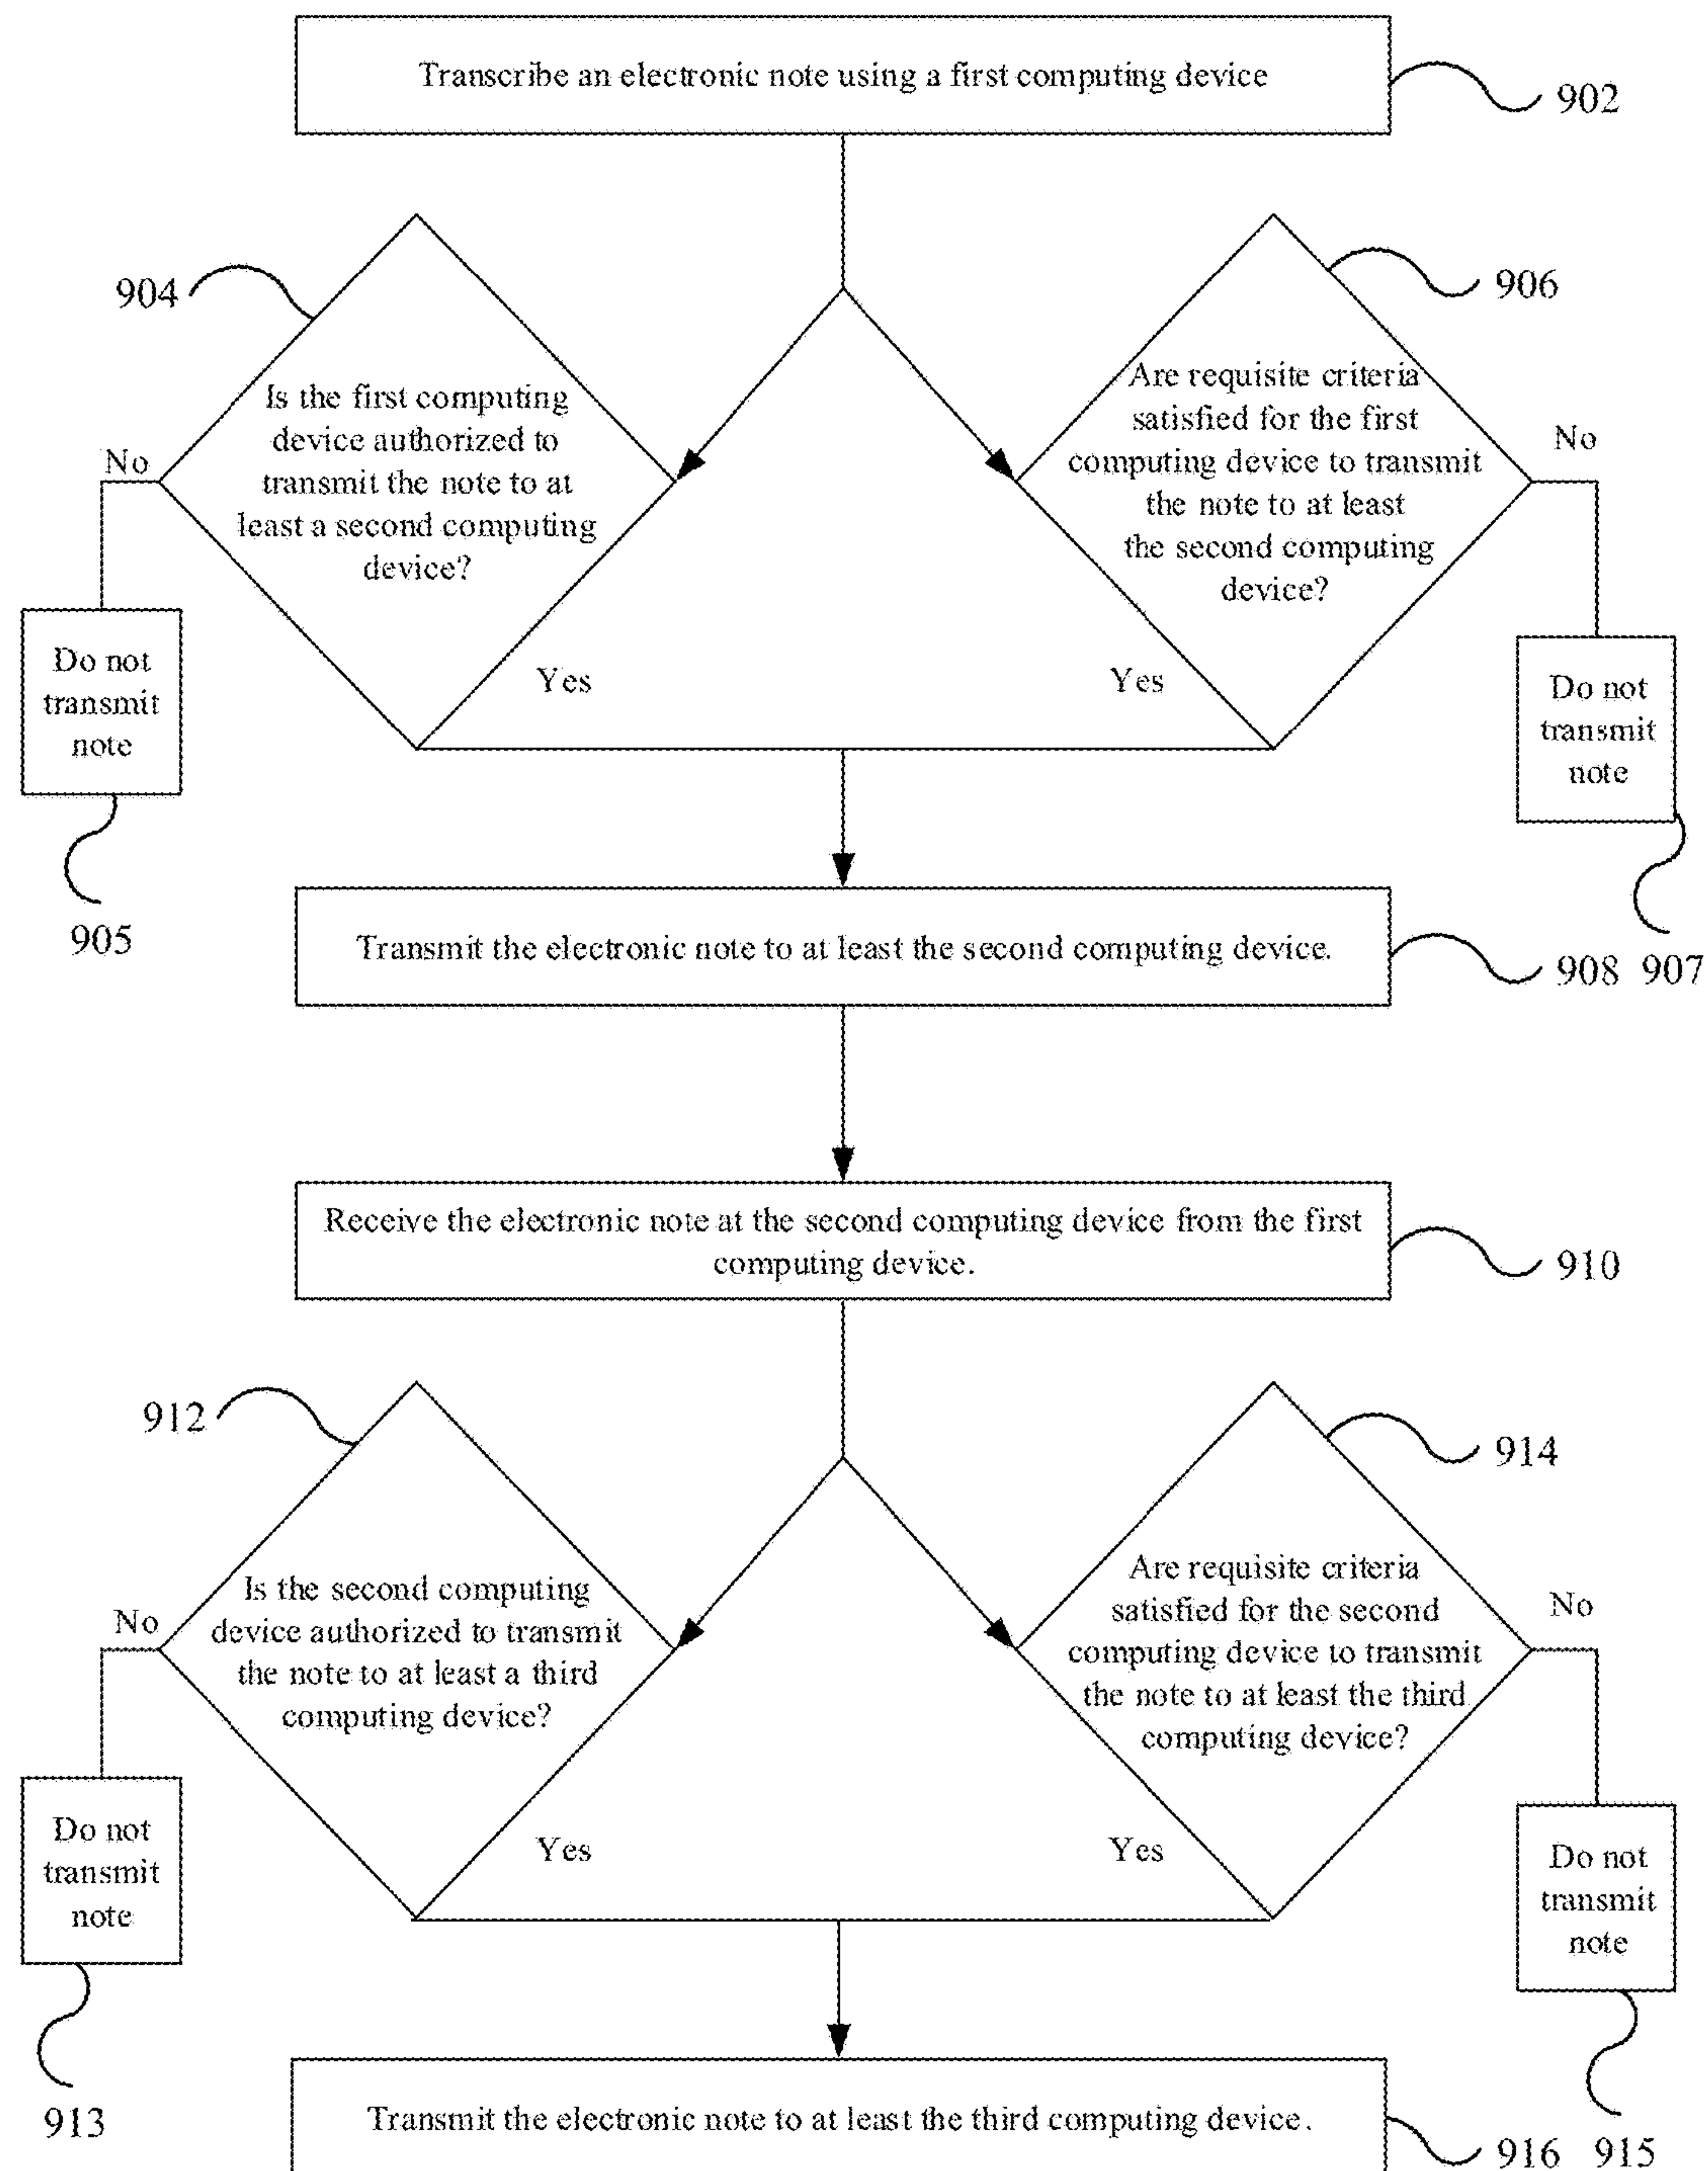 Transcribe an electronic note using a first computing device
902
904
906
Is the first computing
device authorized to
transmit the note to at
least a second computing
device?
Are requisite criteria
satisfied for the first
computing device to transmit
the note to at least
the second computing
device?
No
No
Yes
Yes
Do not
transmit
note
Do not
transmit
note
905
907
Transmit the electronic note to at least the second computing device.
908
Receive the electronic note at the second computing device from the first
computing device.
910
912
914
Is the second computing
device authorized to transmit
the note to at least a third
computing device?
Are requisite criteria
satisfied for the second
computing device to transmit
the note to at least the third
computing device?
No
No
Yes
Yes
Do not
transmit
note
Do not
transmit
note
913
915
Transmit the electronic note to at least the third computing device.
916